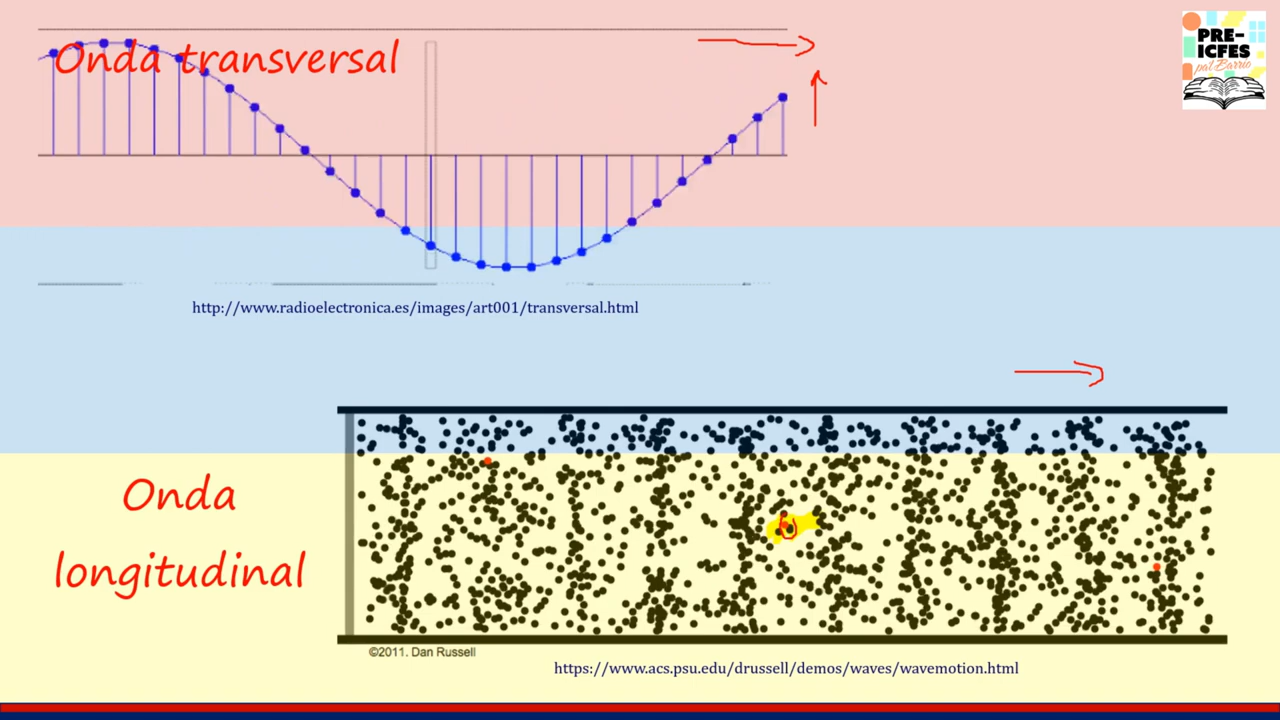 Onda transversal
PRE-
ICFES
pa'l Barrio
http://www.radioelectronica.es/images/art001/transversal.html
Onda
longitudinal
©2011. Dan Russell
https://www.acs.psu.edu/drussell/demos/waves/wavemotion.html